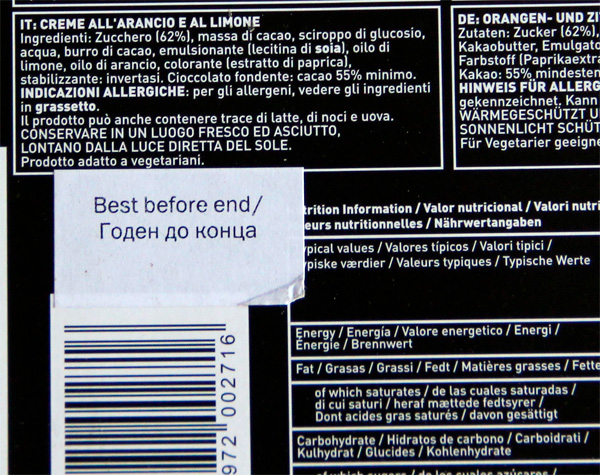 IT: CREME ALL'ARANCIO E AL LIMONE
Ingredienti: Zucchero (62%), massa di cacao, sciroppo di glucosio,
acqua, burro di cacao, emulsionante (lecitina di soia), oilo di
limone, oilo di arancio, colorante (estratto di paprica),
stabilizzante: invertasi. Cioccolato fondente: cacao 55% minimo.
INDICAZIONI ALLERGICHE: per gli allergeni, vedere gli ingredienti
in grassetto.
Il prodotto può anche contenere trace di latte, di noci e uova.
CONSERVARE IN UN LUOGO FRESCO ED ASCIUTTO,
LONTANO DALLA LUCE DIRETTA DEL SOLE.
Prodotto adatto a vegetariani.
DE: ORANGEN- UND ZI
Zutaten: Zucker (62%),
Kakaobutter, Emulgato
Farbstoff (Paprikaextra
Kakao: 55% mindesten
HINWEIS FÜR ALLERG
gekennzeichnet. Kann
WÄRMEGESCHÜTZT U
SONNENLICHT SCHÜT
Für Vegetarier geeigne
Best before end/
Годен до конца
trition Information / Valor nutricional / Valori nutri
eurs nutritionnelles / Nährwertangaben
ypical values / Valores típicos / Valori tipici /
ypiske værdier / Valeurs typiques / Typische Werte
Energy / Energía / Valore energetico / Energi /
Énergie / Brennwert
Fat / Grasas / Grassi / Fedt / Matières grasses / Fette
of which saturates / de las cuales saturadas /
di cui saturi / heraf mættede fedtsyrer /
Dont acides gras saturés / davon gesättigt
Carbohydrate / Hidratos de carbono / Carboidrati /
Kulhydrat / Glucides / Kohlenhydrate
972 002716